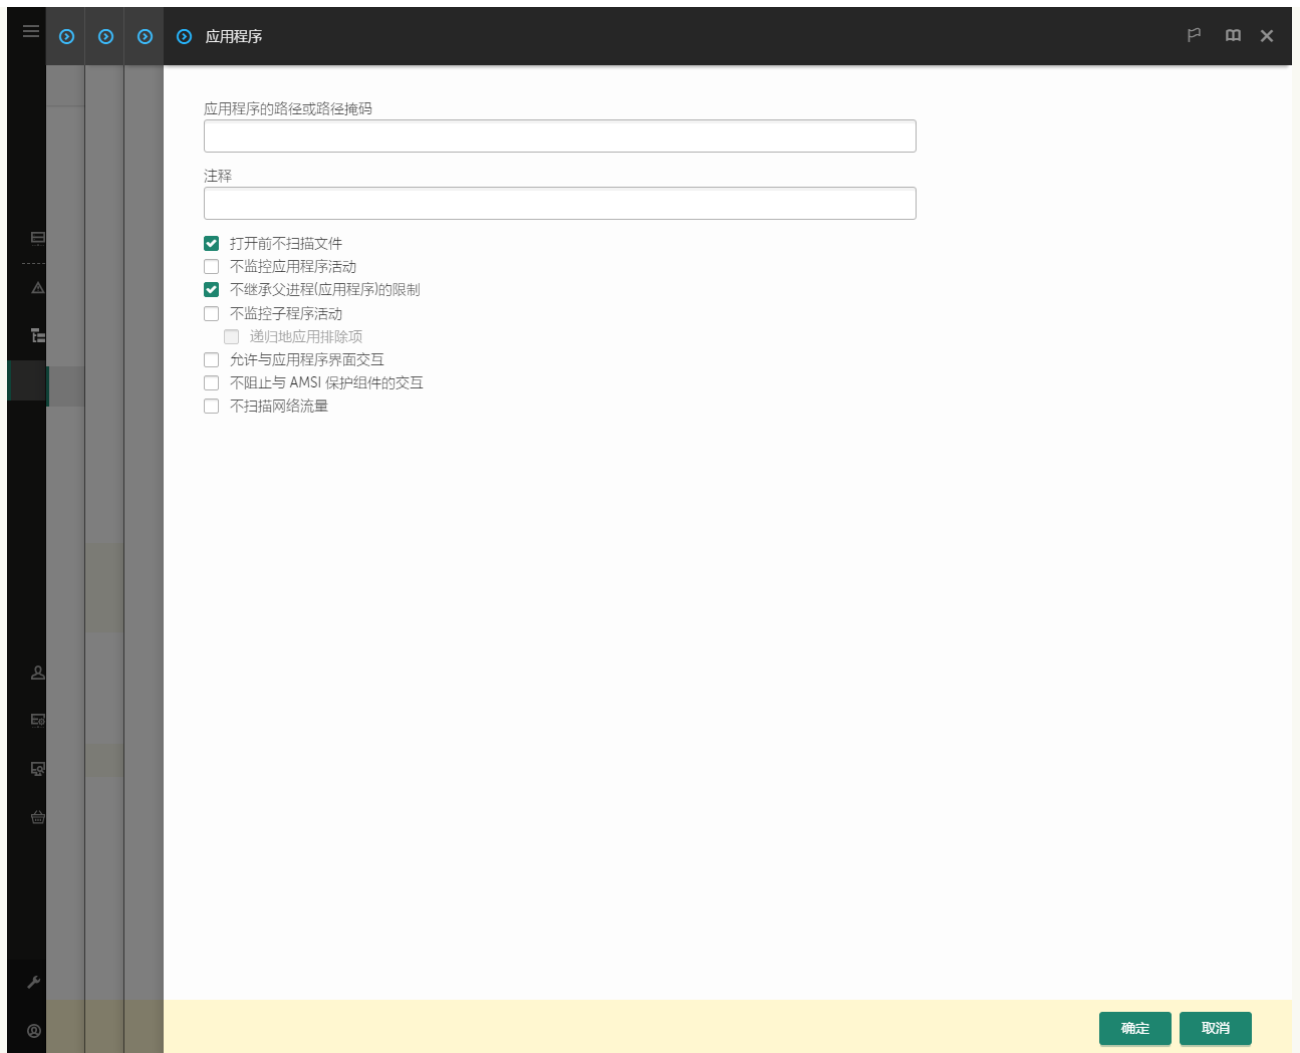 应用程序
应用程序的路径或路径掩码
注释
打开前不扫描文件
不监控应用程序活动
不继承父进程(应用程序)的限制
不监控子程序活动
递归地应用排除项
允许与应用程序界面交互
不阻止与 AMSI 保护组件的交互
不扫描网络流量
确定 取消